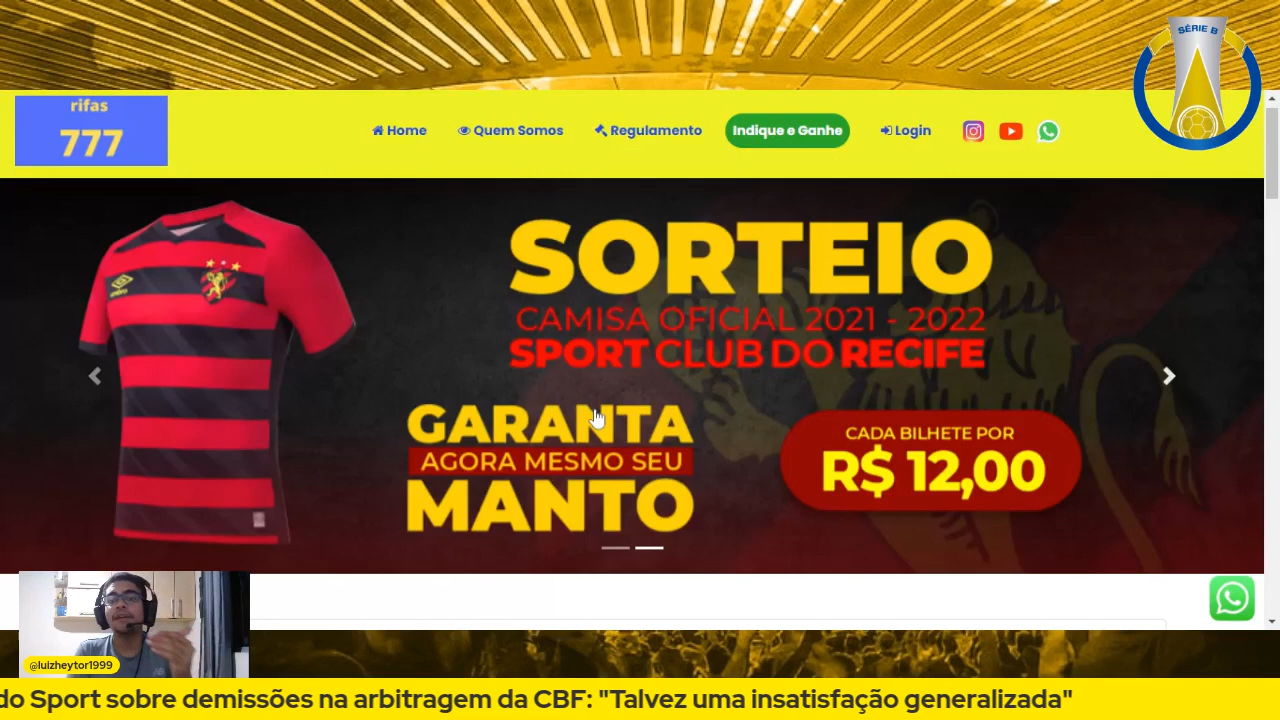 SÉRIE B
rifas
777
Home
Quem Somos
Regulamento
Indique e Ganhe
Login
SORTEIO
CAMISA OFICIAL 2021 - 2022
SPORT CLUB DO RECIFE
GARANTA
AGORA MESMO SEU
MANTO
CADA BILHETE POR
R$ 12,00
@luizheytor1999
do Sport sobre demissões na arbitragem da CBF: "Talvez uma insatisfação generalizada"